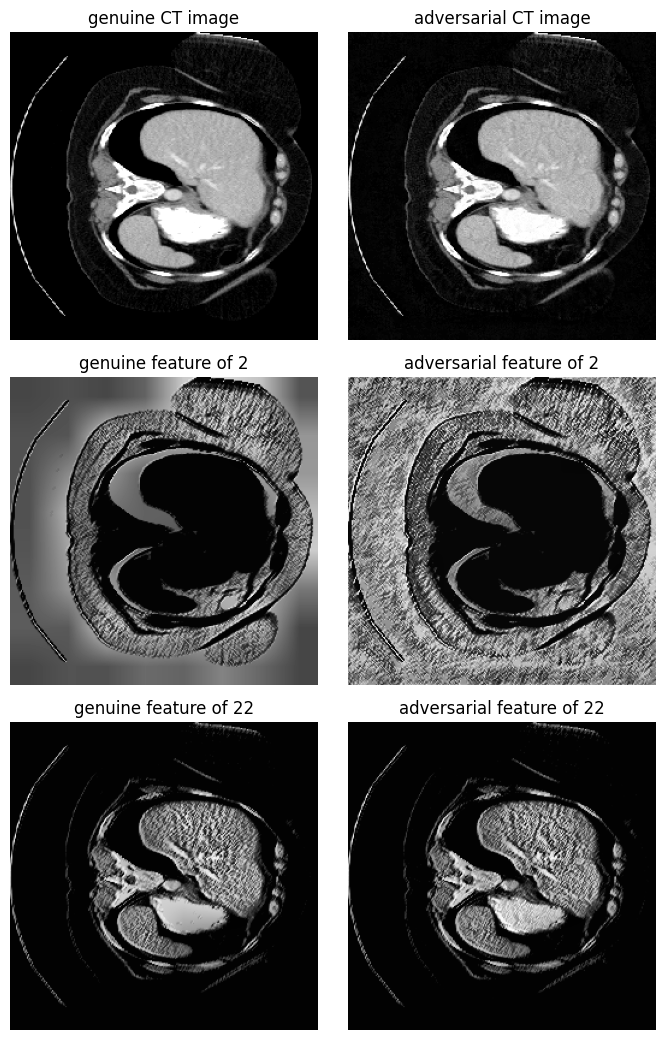 genuine CT image
adversarial CT image
genuine feature of 2
adversarial feature of 2
genuine feature of 22
adversarial feature of 22